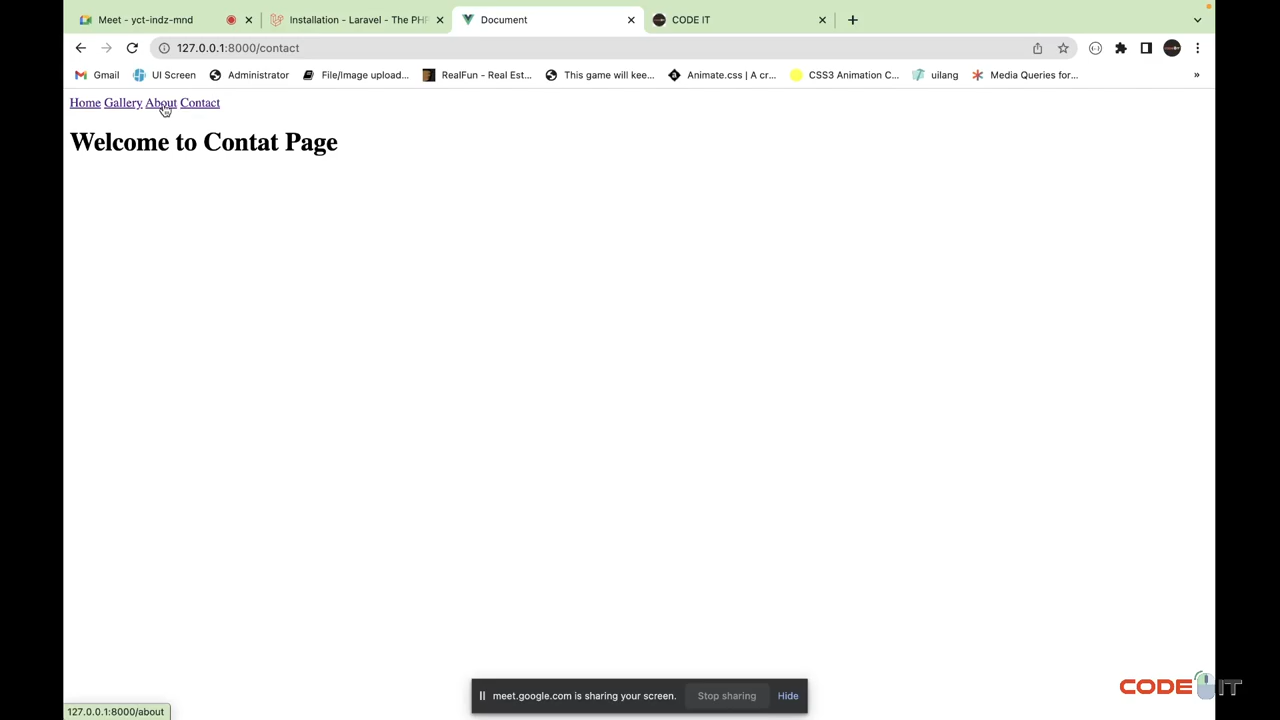 Meet - yct-indz-mnd
Installation - Laravel - The PHP
Document
CODE IT
127.0.0.1:8000/contact
Gmail
UI Screen
Administrator
File/Image upload...
RealFun - Real Est...
This game will kee...
Animate.css | A cr...
CSS3 Animation C...
uilang
Media Queries for...
»
Home Gallery About Contact
Welcome to Contat Page
meet.google.com is sharing your screen.
Stop sharing
Hide
CODE IT
127.0.0.1:8000/about